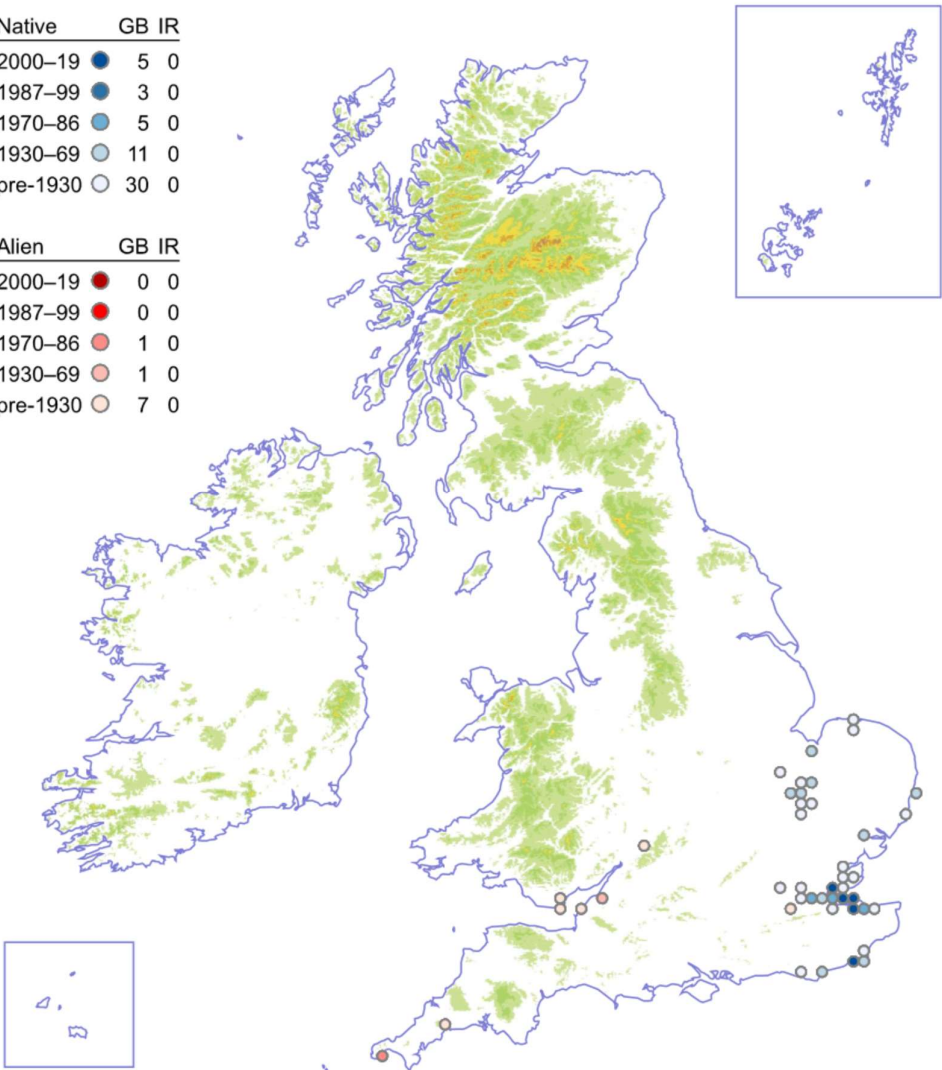 Native GB IR
2000–19 5 0
1987–99 3 0
1970–86 5 0
1930–69 11 0
pre-1930 30 0
Alien GB IR
2000–19 0 0
1987–99 0 0
1970–86 1 0
1930–69 1 0
pre-1930 7 0